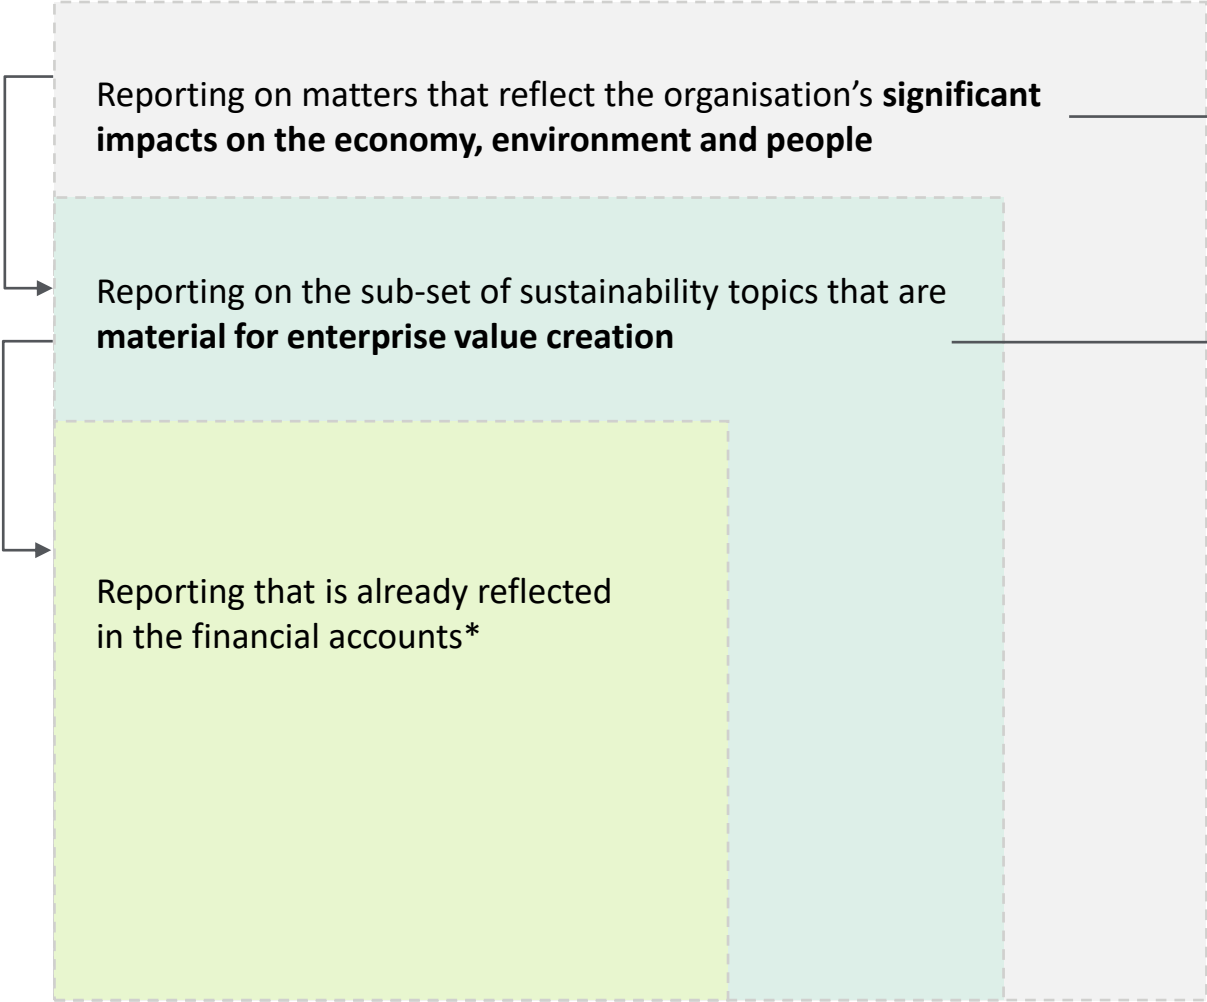 Reporting on matters that reflect the organisation’s significant
impacts on the economy, environment and people
Reporting on the sub-set of sustainability topics that are
material for enterprise value creation
Reporting that is already reflected
in the financial accounts*